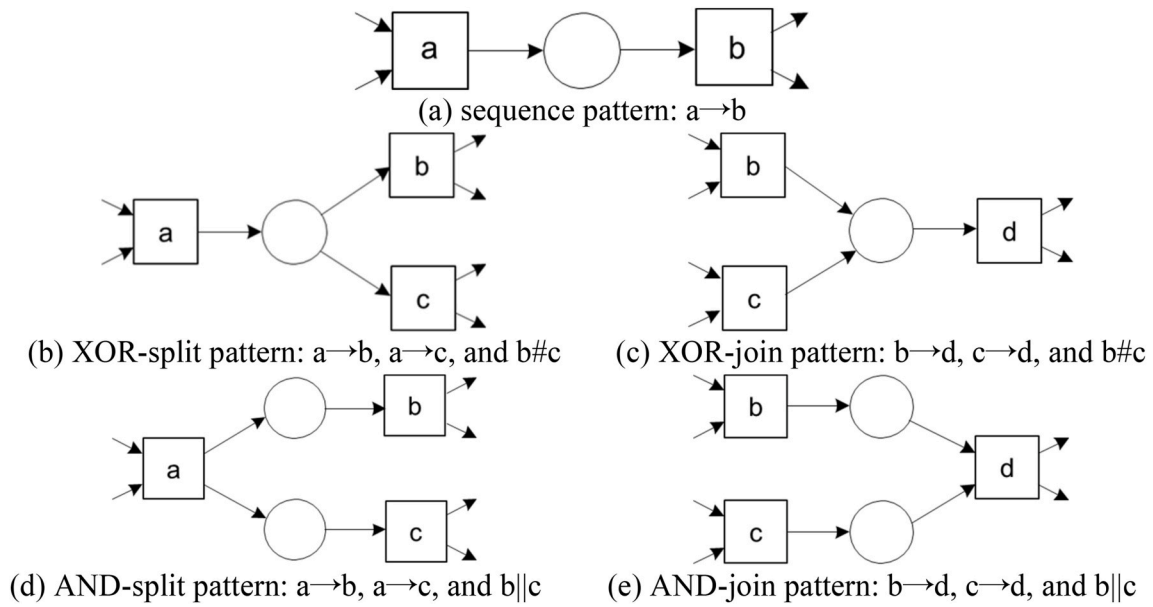 a b
(a) sequence pattern: a→b
b b
a d
c c
(b) XOR-split pattern: a→b, a→c, and b#c
(c) XOR-join pattern: b→d, c→d, and b#c
b b
a d
c c
(d) AND-split pattern: a→b, a→c, and b||c
(e) AND-join pattern: b→d, c→d, and b||c